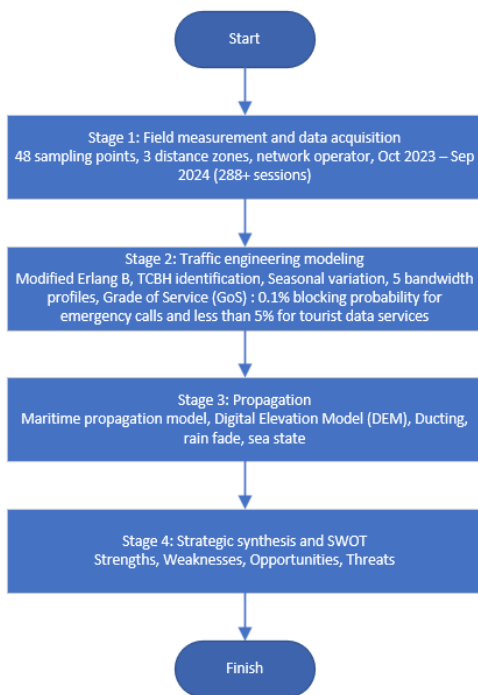 Start
Stage 1: Field measurement and data acquisition
48 sampling points, 3 distance zones, network operator, Oct 2023 – Sep
2024 (288+ sessions)
Stage 2: Traffic engineering modeling
Modified Erlang B, TCBH identification, Seasonal variation, 5 bandwidth
profiles, Grade of Service (GoS) : 0.1% blocking probability for
emergency calls and less than 5% for tourist data services
Stage 3: Propagation
Maritime propagation model, Digital Elevation Model (DEM), Ducting,
rain fade, sea state
Stage 4: Strategic synthesis and SWOT
Strengths, Weaknesses, Opportunities, Threats
Finish